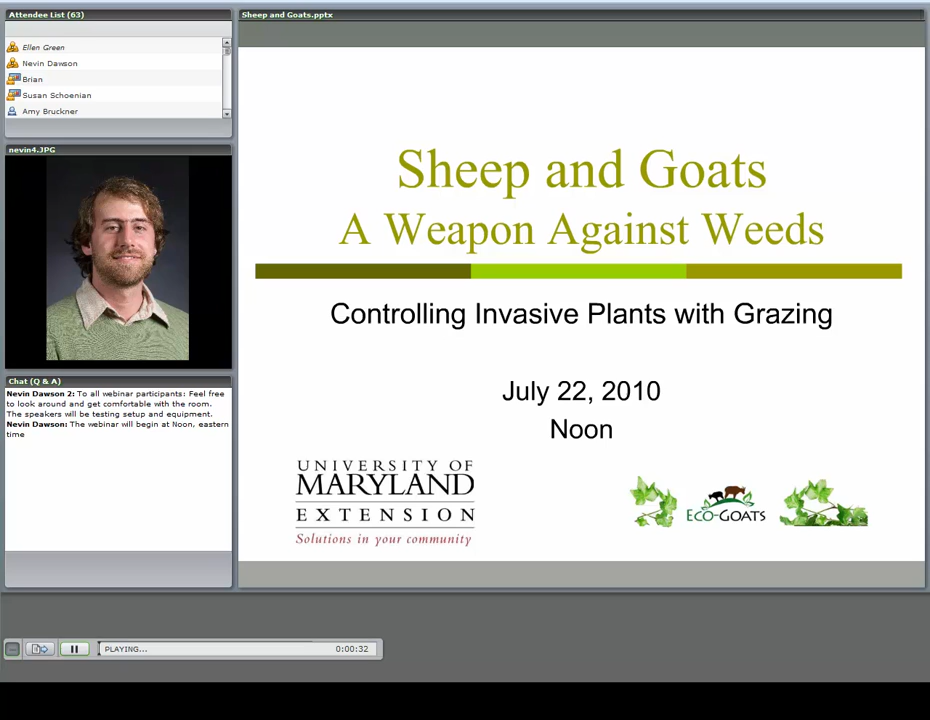 Attendee List (63)
Ellen Green
Nevin Dawson
Brian
Susan Schoenian
Amy Bruckner
nevin4.JPG
Chat (Q & A)
Nevin Dawson 2: To all webinar participants: Feel free
to look around and get comfortable with the room.
The speakers will be testing setup and equipment.
Nevin Dawson: The webinar will begin at Noon, eastern
time
Sheep and Goats.pptx
Sheep and Goats
A Weapon Against Weeds
Controlling Invasive Plants with Grazing
July 22, 2010
Noon
UNIVERSITY OF
MARYLAND
EXTENSION
Solutions in your community
ECO-GOATS
PLAYING...
0:00:32